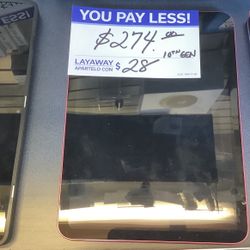 YOU PAY LESS!
$274.00
10TH GEN
LAYAWAY
APARTELO CON $28